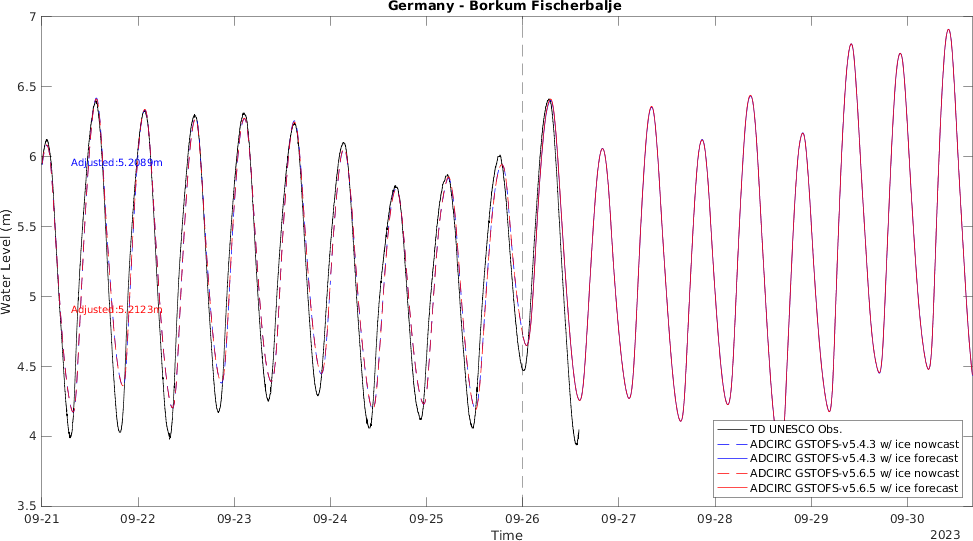 Germany - Borkum Fischerbalje
7
6.5
6
5.5
5
4.5
4
3.5
Water Level (m)
Adjusted:5.2089m
Adjusted:5.2123m
TD UNESCO Obs.
ADCIRC GSTOFS-v5.4.3 w/ ice nowcast
ADCIRC GSTOFS-v5.4.3 w/ ice forecast
ADCIRC GSTOFS-v5.6.5 w/ ice nowcast
ADCIRC GSTOFS-v5.6.5 w/ ice forecast
09-21 09-22 09-23 09-24 09-25 09-26 09-27 09-28 09-29 09-30
Time
2023